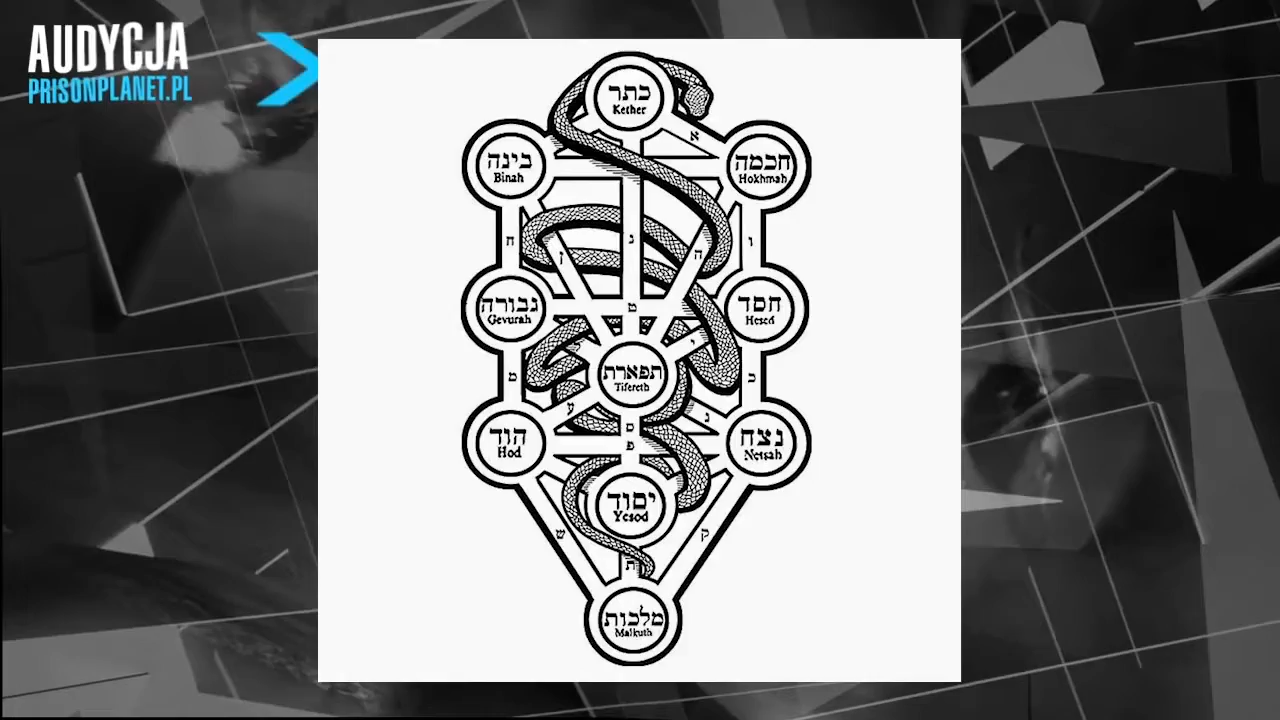 AUDYCJA
PRISONPLANET.PL
כתר
Kether
א
בינה
Binah
חכמה
Hokhmah
ח
ז
ג
ה
ו
גבורה
Gevurah
ט
חסד
Hesed
י
תפארת
Tifereth
מ
כ
ע
נ
ס
פ
הוד
Hod
נצח
Netsah
יסוד
Yesod
ש
ק
ת
מלכות
Malkuth